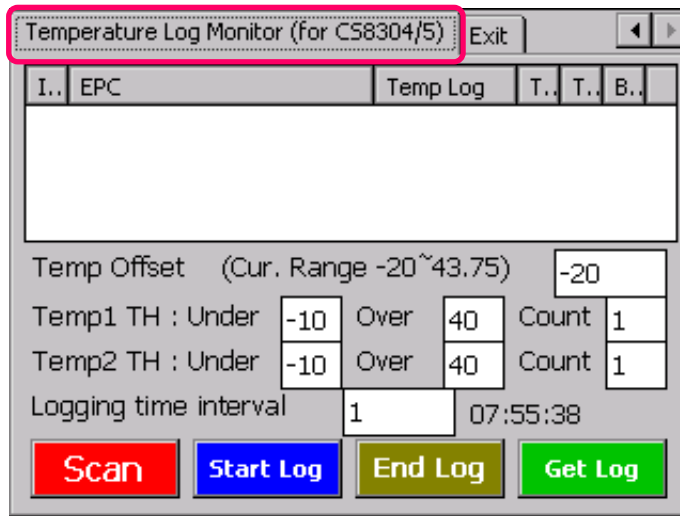 Temperature Log Monitor (for CS8304/5) Exit
I.. EPC Temp Log T.. T.. B..
Temp Offset (Cur. Range -20~43.75) -20
Temp1 TH : Under -10 Over 40 Count 1
Temp2 TH : Under -10 Over 40 Count 1
Logging time interval 1 07:55:38
Scan Start Log End Log Get Log